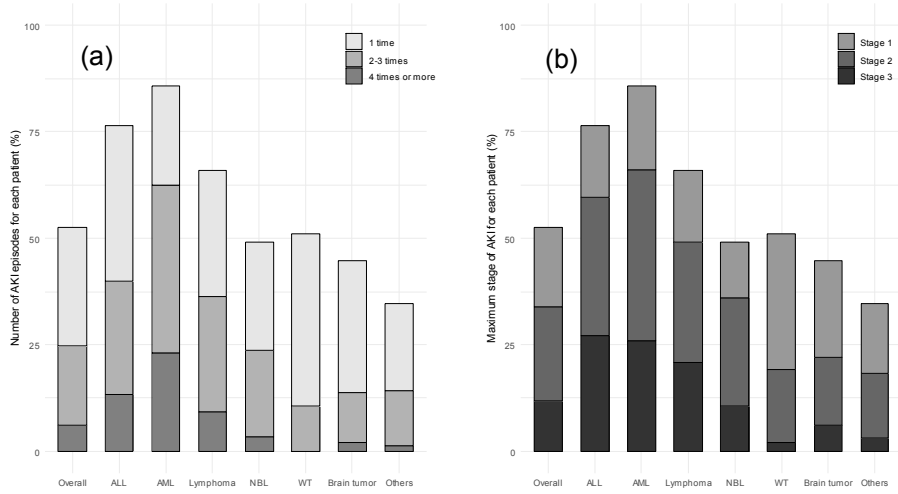 100
75
50
25
0
Number of AKI episodes for each patient (%)
(a)
1 time
2-3 times
4 times or more
Overall ALL AML Lymphoma NBL WT Brain tumor Others
100
75
50
25
0
Maximum stage of AKI for each patient (%)
(b)
Stage 1
Stage 2
Stage 3
Overall ALL AML Lymphoma NBL WT Brain tumor Others